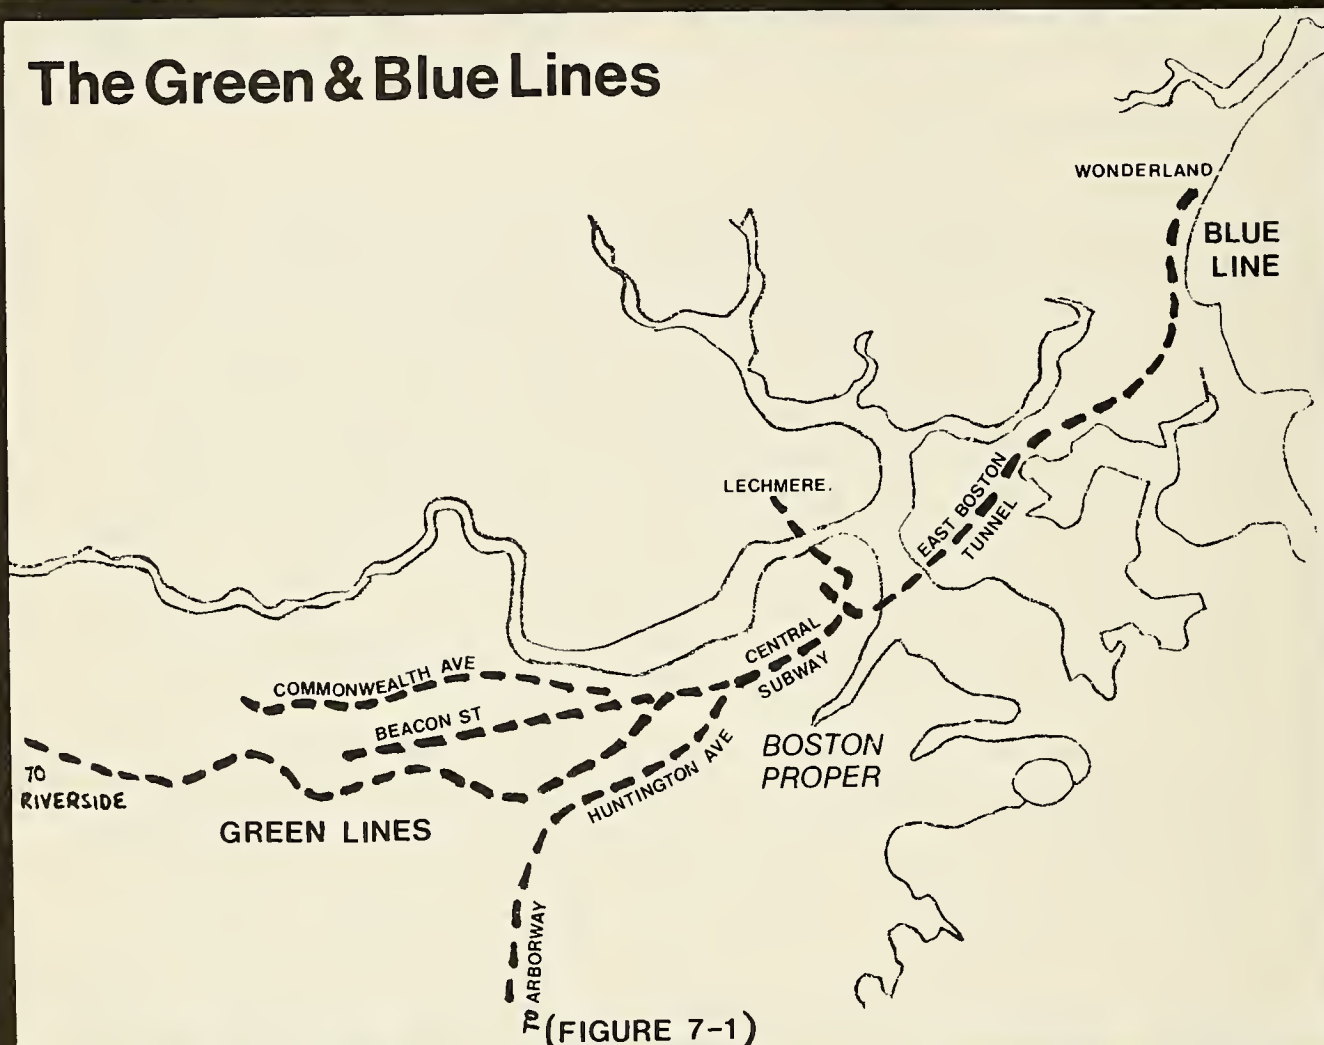 The Green & Blue Lines
WONDERLAND
BLUE
LINE
LECHMERE.
EAST BOSTON
TUNNEL
CENTRAL
SUBWAY
COMMONWEALTH AVE
BEACON ST
BOSTON
PROPER
HUNTINGTON AVE
TO
RIVERSIDE
GREEN LINES
TO ARBORWAY
(FIGURE 7-1)